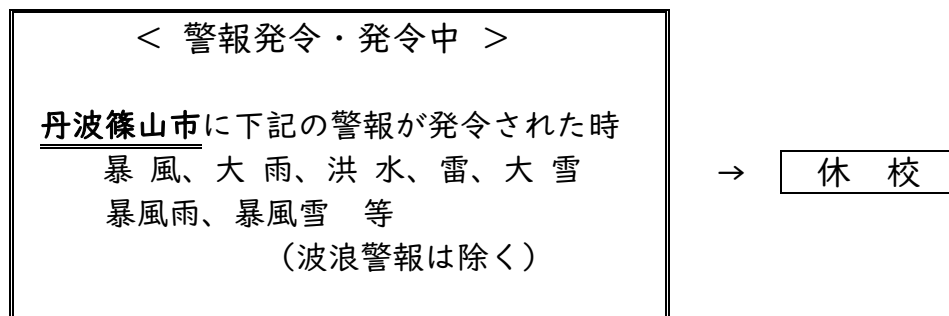 ＜ 警報発令・発令中 ＞
丹波篠山市に下記の警報が発令された時
暴 風、大 雨、洪 水、雷、大 雪
暴風雨、暴風雪　等
（波浪警報は除く）
→ 休　校